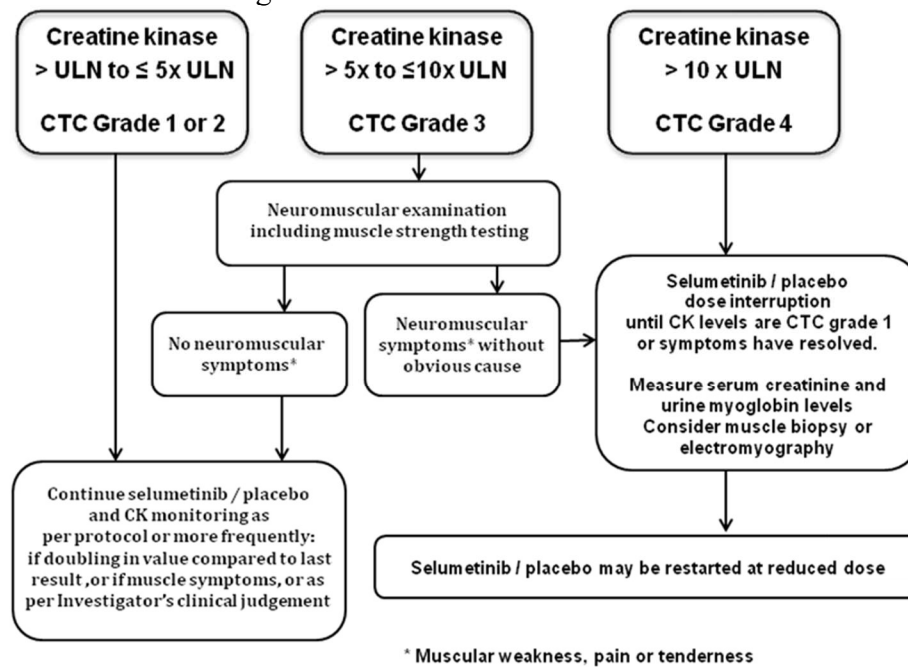 Creatine kinase
> ULN to ≤ 5x ULN
CTC Grade 1 or 2
Creatine kinase
> 5x to ≤10x ULN
CTC Grade 3
Creatine kinase
> 10 x ULN
CTC Grade 4
Neuromuscular examination
including muscle strength testing
No neuromuscular
symptoms*
Neuromuscular
symptoms* without
obvious cause
Selumetinib / placebo
dose interruption
until CK levels are CTC grade 1
or symptoms have resolved.
Measure serum creatinine and
urine myoglobin levels
Consider muscle biopsy or
electromyography
Continue selumetinib / placebo
and CK monitoring as
per protocol or more frequently:
if doubling in value compared to last
result ,or if muscle symptoms, or as
per Investigator's clinical judgement
Selumetinib / placebo may be restarted at reduced dose
* Muscular weakness, pain or tenderness